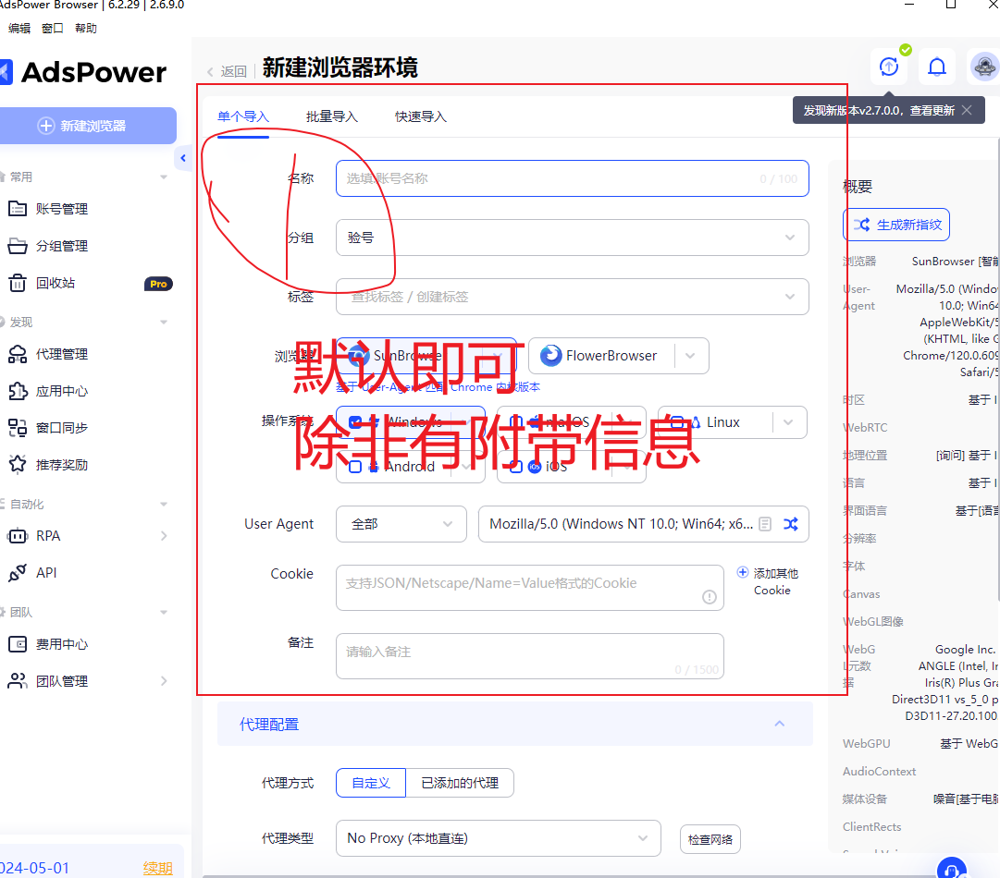 AdsPower Browser | 6.2.29 | 2.6.9.0
编辑 窗口 帮助
AdsPower
返回 新建浏览器环境
新建浏览器
单个导入 批量导入 快速导入
发现新版本v2.7.0.0，查看更新
常用
账号管理
分组管理
回收站 Pro
发现
代理管理
应用中心
窗口同步
推荐奖励
自动化
RPA
API
团队
费用中心
团队管理
2024-05-01 续期
名称 选填:账号名称 0 / 100
分组 验号
标签 查找标签 / 创建标签
浏览器 SunBrowser FlowerBrowser
基于 User-Agent 匹配 Chrome 内核版本
默认即可
操作系统 Windows macOS Linux
除非有附带信息
Android iOS
User Agent 全部 Mozilla/5.0 (Windows NT 10.0; Win64; x6...
Cookie 支持JSON/Netscape/Name=Value格式的Cookie
添加其他
Cookie
备注 请输入备注
0 / 1500
代理配置
代理方式 自定义 已添加的代理
代理类型 No Proxy (本地直连) 检查网络
概要
生成新指纹
浏览器 SunBrowser [智能
User-
Agent
Mozilla/5.0 (Windo
10.0; Win64
AppleWebKit/5
(KHTML, like G
Chrome/120.0.609
Safari/5
时区 基于 I
WebRTC
地理位置 [询问] 基于 I
语言 基于 I
界面语言 基于[语言
分辨率
字体
Canvas
WebGL图像
WebG
L元数
据
Google Inc.
ANGLE (Intel, In
Iris(R) Plus Gra
Direct3D11 vs_5_0 p
D3D11-27.20.100
WebGPU 基于 WebG
AudioContext
媒体设备 噪音[基于电脑
ClientRects